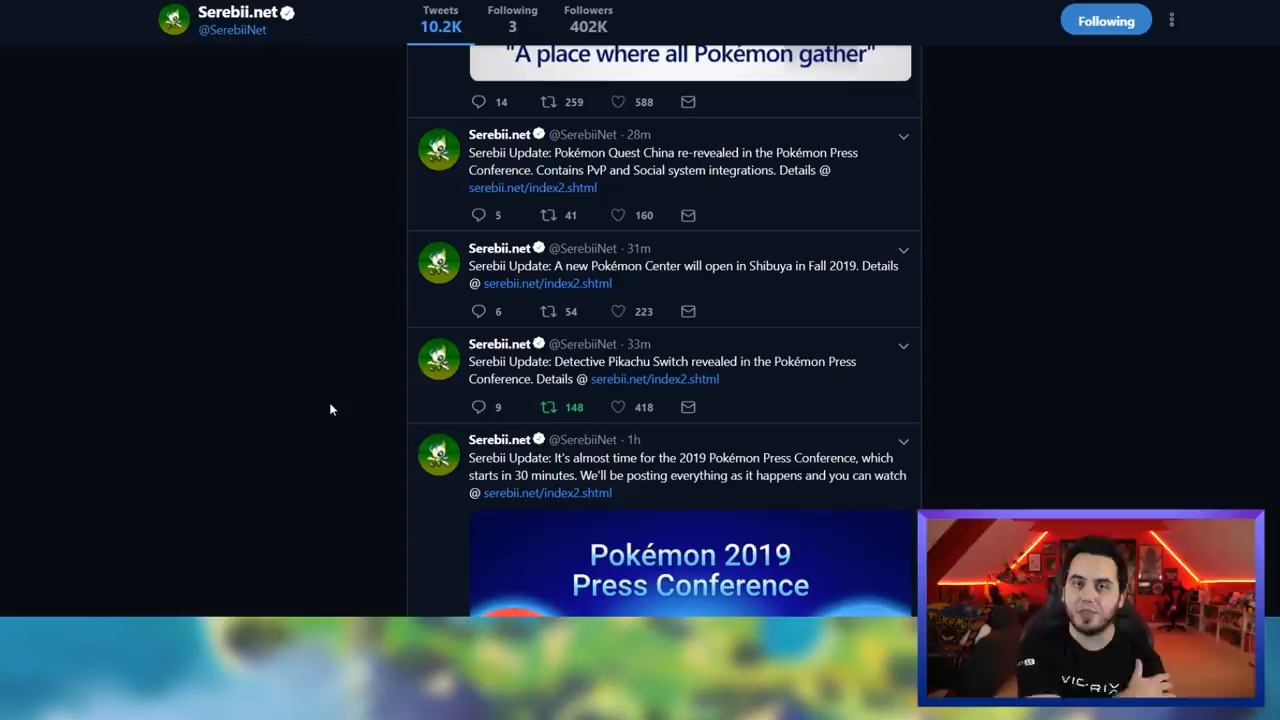 Serebii.net
@SerebiiNet
Tweets
10.2K
Following
3
Followers
402K
Following
"A place where all Pokémon gather"
14 259 588
Serebii.net @SerebiiNet · 28m
Serebii Update: Pokémon Quest China re-revealed in the Pokémon Press
Conference. Contains PvP and Social system integrations. Details @
serebii.net/index2.shtml
5 41 160
Serebii.net @SerebiiNet · 31m
Serebii Update: A new Pokémon Center will open in Shibuya in Fall 2019. Details
@ serebii.net/index2.shtml
6 54 223
Serebii.net @SerebiiNet · 33m
Serebii Update: Detective Pikachu Switch revealed in the Pokémon Press
Conference. Details @ serebii.net/index2.shtml
9 148 418
Serebii.net @SerebiiNet · 1h
Serebii Update: It's almost time for the 2019 Pokémon Press Conference, which
starts in 30 minutes. We'll be posting everything as it happens and you can watch
@ serebii.net/index2.shtml
Pokémon 2019
Press Conference
VIC-RIX